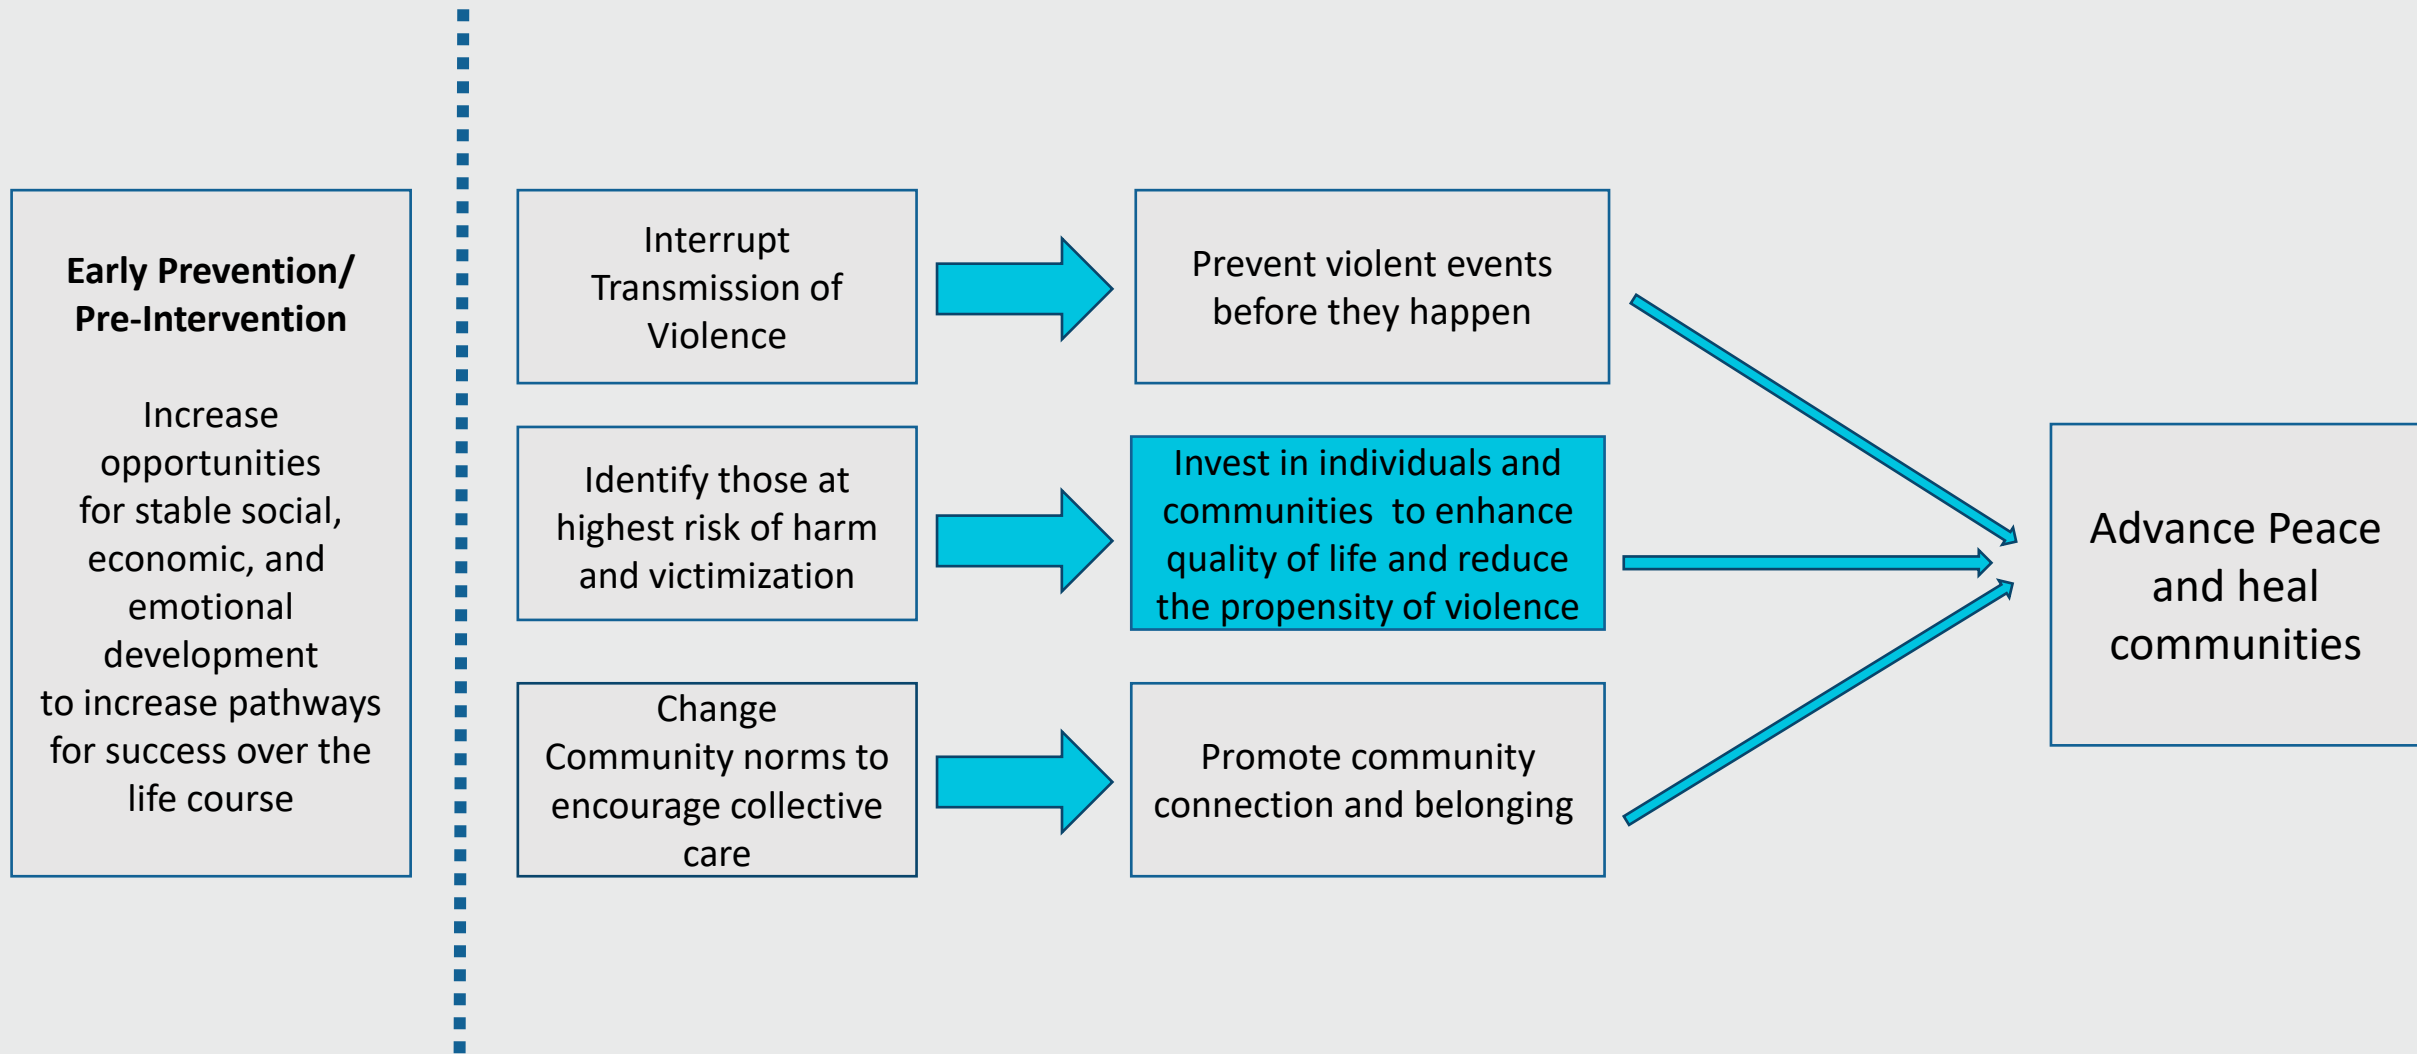 Early Prevention/
Pre-Intervention
Increase
opportunities
for stable social,
economic, and
emotional
development
to increase pathways
for success over the
life course
Interrupt
Transmission of
Violence
Prevent violent events
before they happen
Identify those at
highest risk of harm
and victimization
Invest in individuals and
communities  to enhance
quality of life and reduce
the propensity of violence
Change
Community norms to
encourage collective
care
Promote community
connection and belonging
Advance Peace
and heal
communities